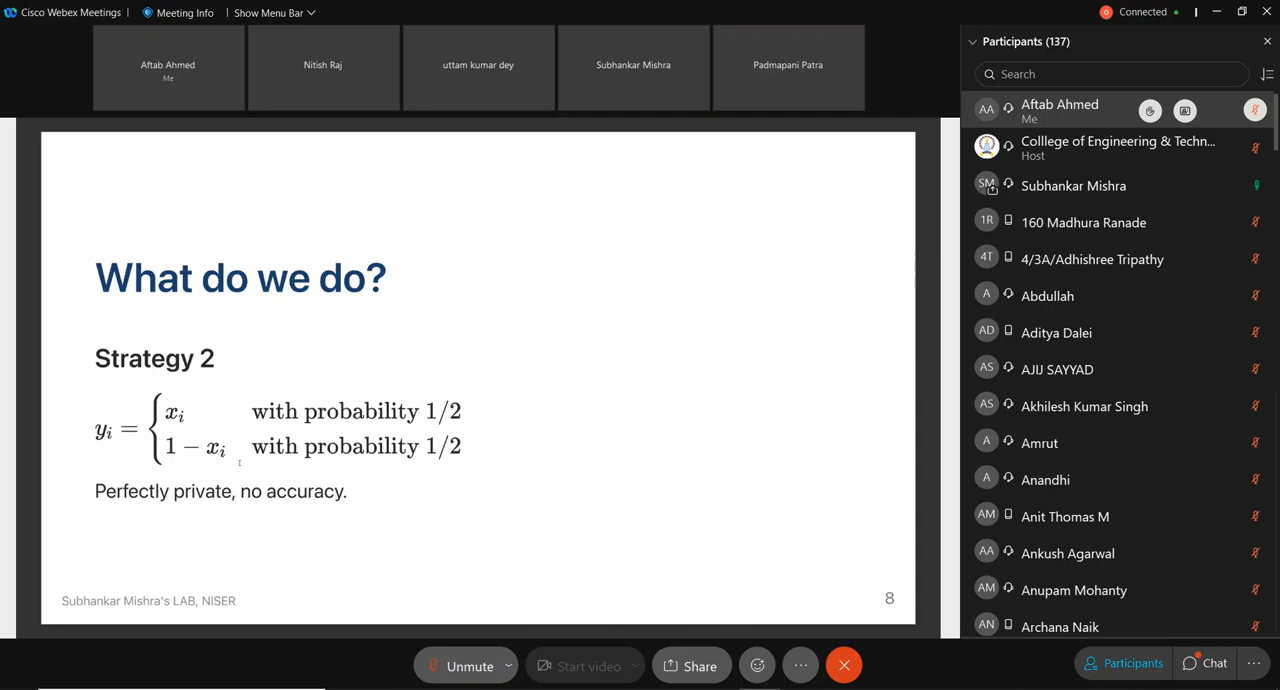 Cisco Webex Meetings
Meeting Info
Show Menu Bar
Connected
Aftab Ahmed
Me
Nitish Raj
uttam kumar dey
Subhankar Mishra
Padmapani Patra
What do we do?
Strategy 2
yᵢ = { xᵢ with probability 1/2
1 − xᵢ with probability 1/2
Perfectly private, no accuracy.
Subhankar Mishra's LAB, NISER
8
Participants (137)
Search
AA Aftab Ahmed
Me
Colllege of Engineering & Techn...
Host
SM Subhankar Mishra
1R 160 Madhura Ranade
4T 4/3A/Adhishree Tripathy
A Abdullah
AD Aditya Dalei
AS AJIJ SAYYAD
AS Akhilesh Kumar Singh
A Amrut
A Anandhi
AM Anit Thomas M
AA Ankush Agarwal
AM Anupam Mohanty
AN Archana Naik
Unmute
Start video
Share
Participants
Chat